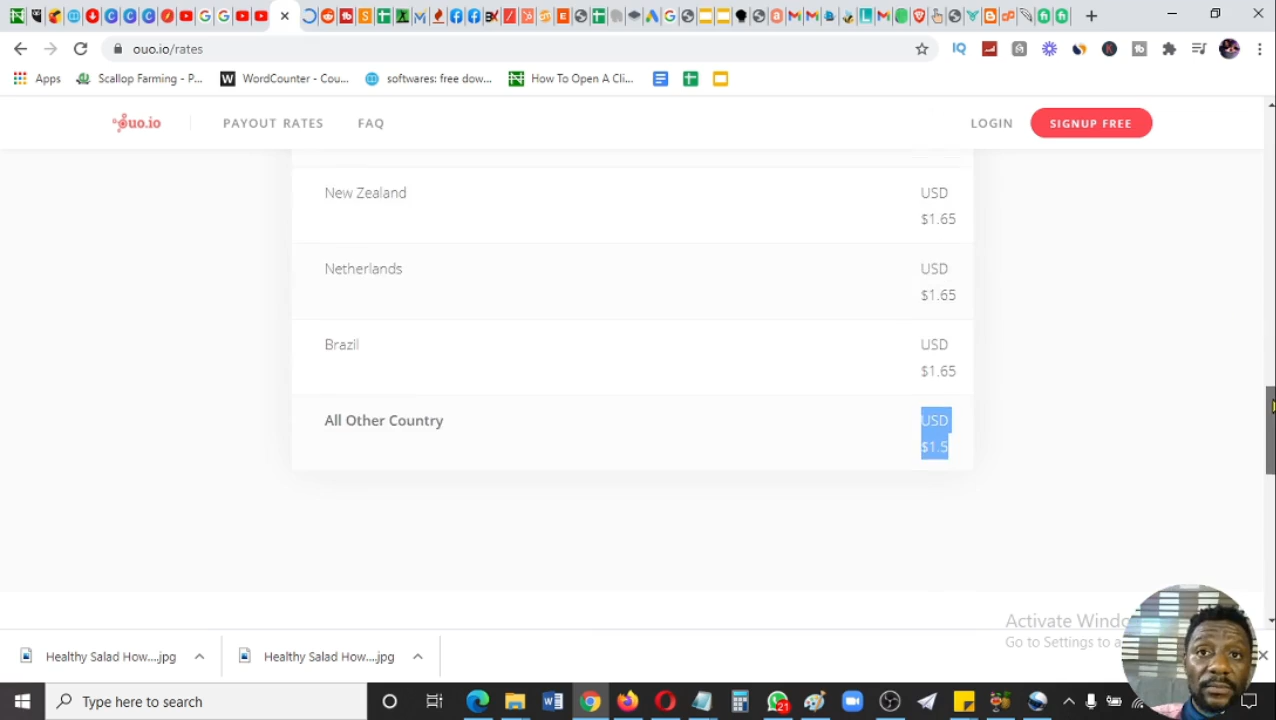 ouo.io/rates
Apps
Scallop Farming - P...
WordCounter - Cou...
softwares: free dow...
How To Open A Cli...
ouo.io
PAYOUT RATES
FAQ
LOGIN
SIGNUP FREE
New Zealand
USD
$1.65
Netherlands
USD
$1.65
Brazil
USD
$1.65
All Other Country
USD
$1.5
Activate Windo
Go to Settings to a
Healthy Salad How....jpg
Healthy Salad How....jpg
Type here to search
21